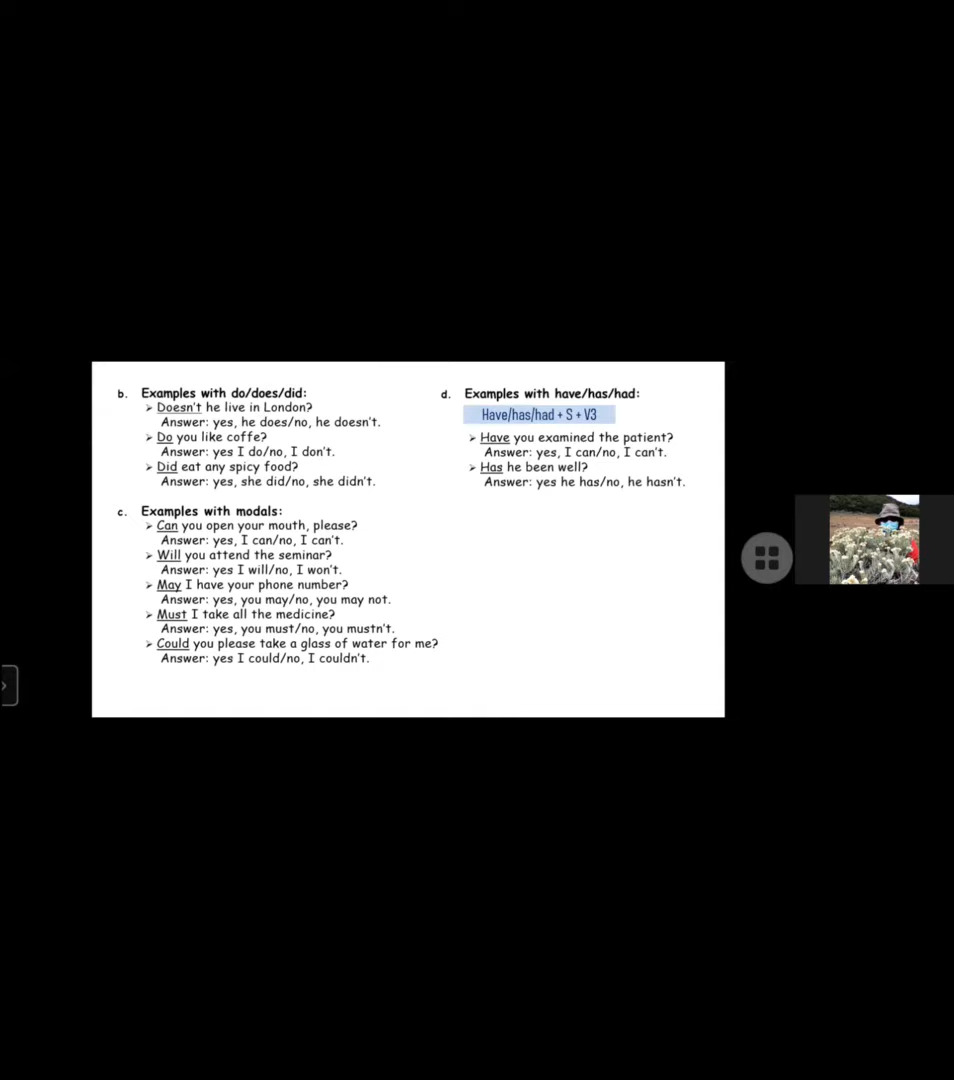 b. Examples with do/does/did:
➢ Doesn't he live in London?
Answer: yes, he does/no, he doesn't.
➢ Do you like coffe?
Answer: yes I do/no, I don't.
➢ Did eat any spicy food?
Answer: yes, she did/no, she didn't.
c. Examples with modals:
➢ Can you open your mouth, please?
Answer: yes, I can/no, I can't.
➢ Will you attend the seminar?
Answer: yes I will/no, I won't.
➢ May I have your phone number?
Answer: yes, you may/no, you may not.
➢ Must I take all the medicine?
Answer: yes, you must/no, you mustn't.
➢ Could you please take a glass of water for me?
Answer: yes I could/no, I couldn't.
d. Examples with have/has/had:
Have/has/had + S + V3
➢ Have you examined the patient?
Answer: yes, I can/no, I can't.
➢ Has he been well?
Answer: yes he has/no, he hasn't.